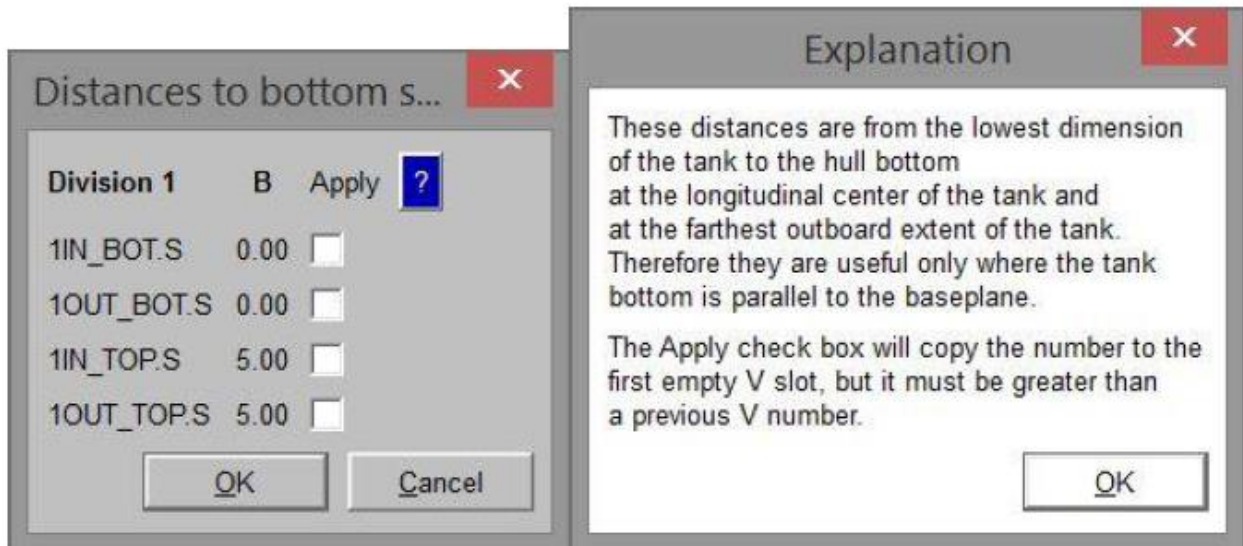 Distances to bottom s...
Division 1 B Apply ?
1IN_BOT.S 0.00
1OUT_BOT.S 0.00
1IN_TOP.S 5.00
1OUT_TOP.S 5.00
OK Cancel
Explanation
These distances are from the lowest dimension
of the tank to the hull bottom
at the longitudinal center of the tank and
at the farthest outboard extent of the tank.
Therefore they are useful only where the tank
bottom is parallel to the baseplane.
The Apply check box will copy the number to the
first empty V slot, but it must be greater than
a previous V number.
OK